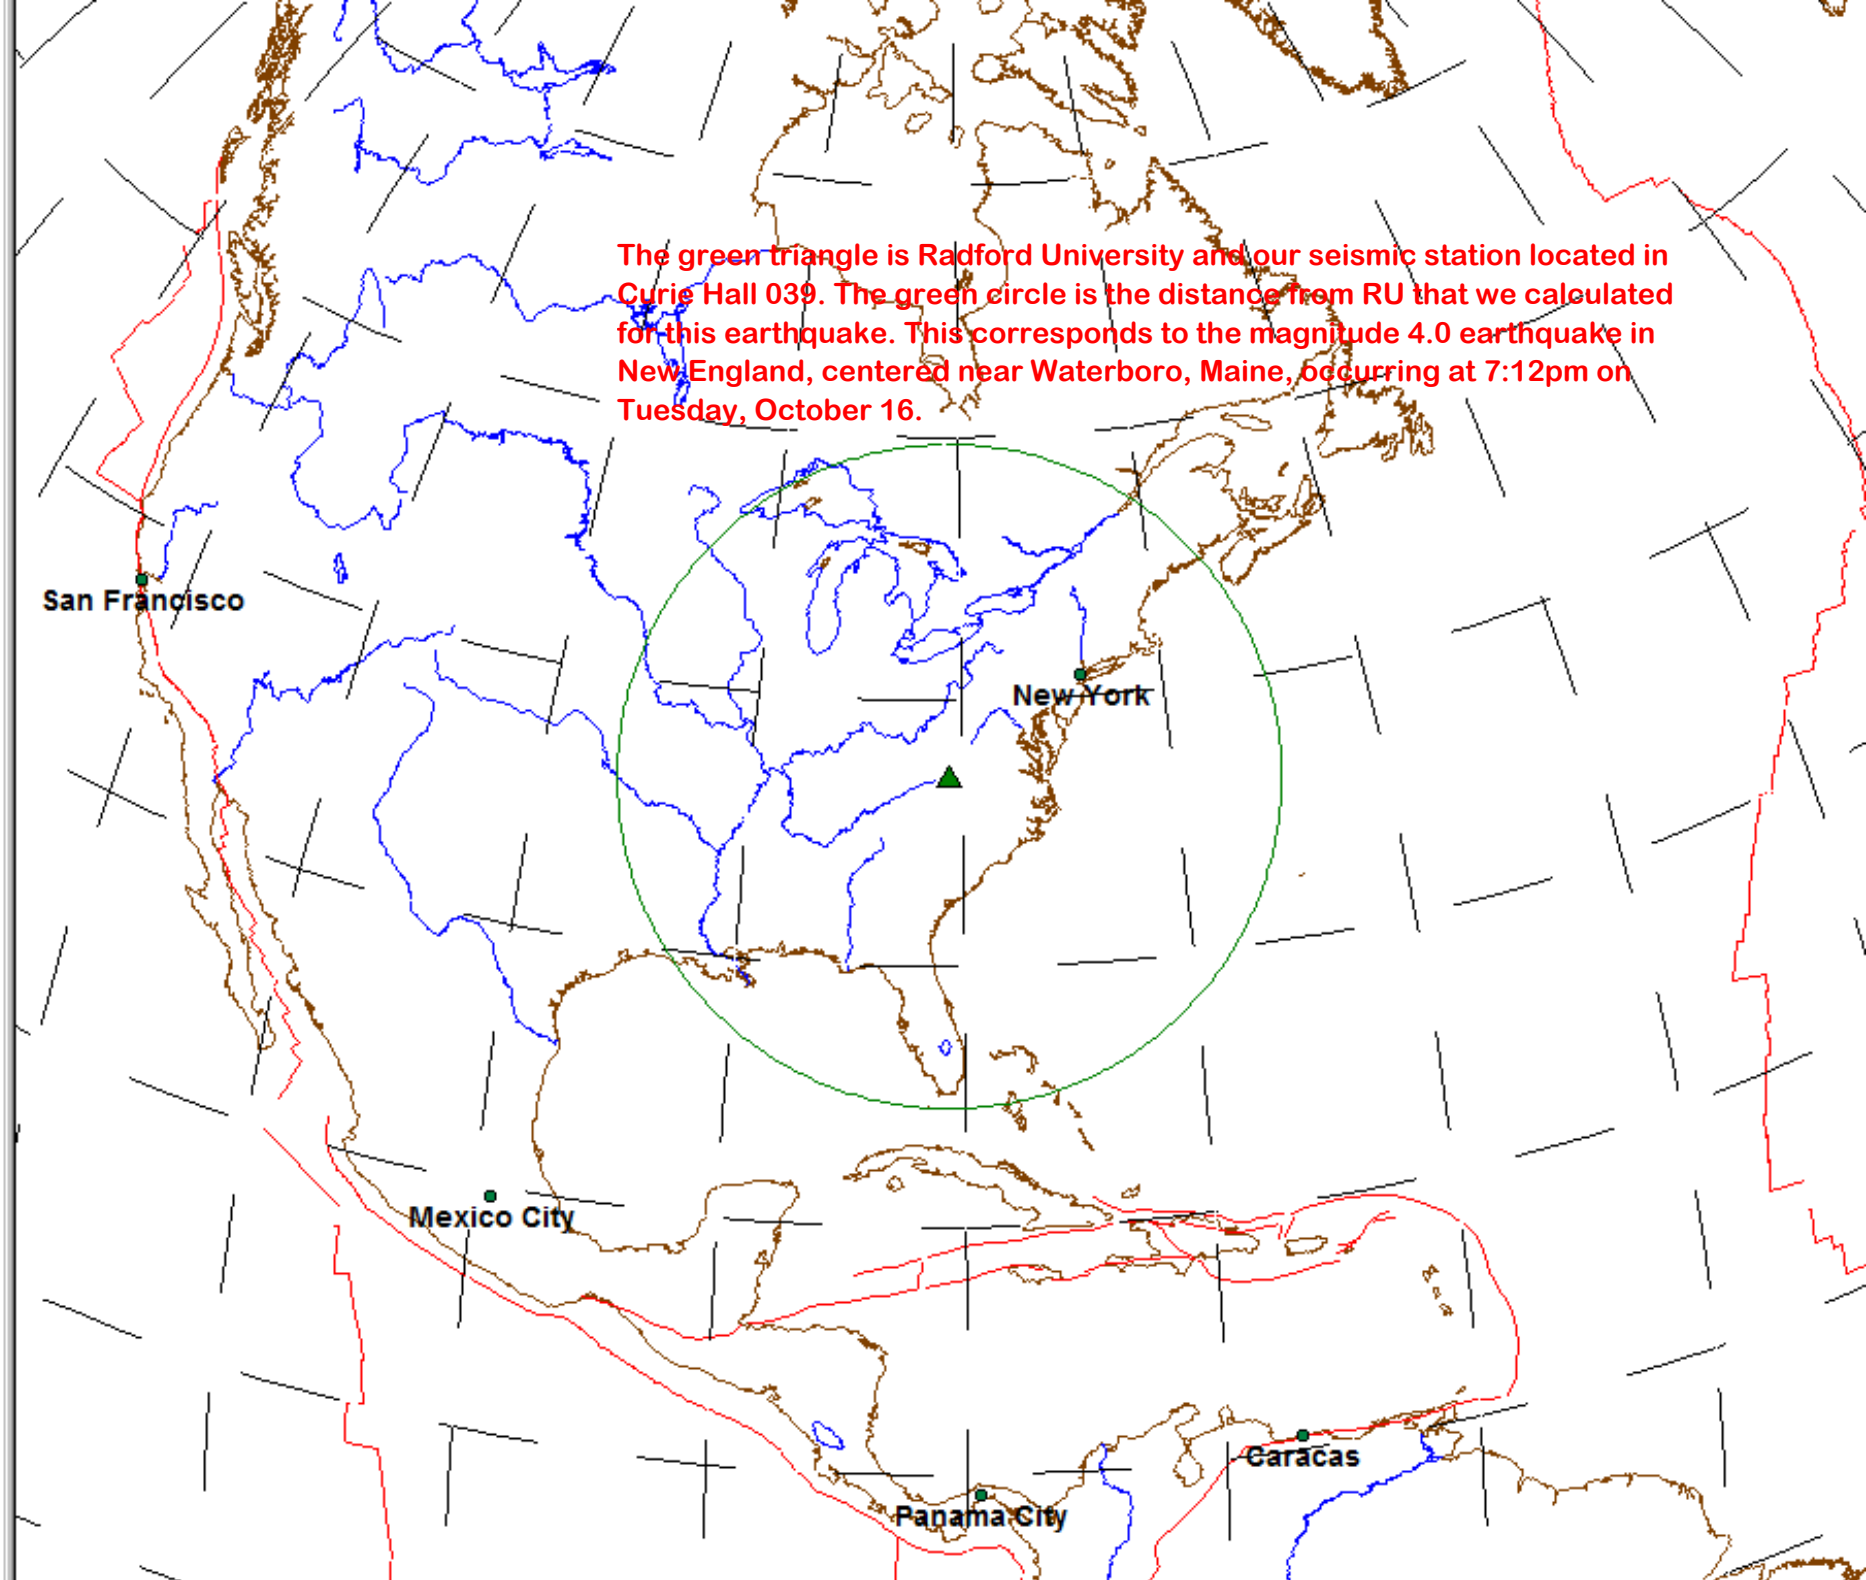 The green triangle is Radford University and our seismic station located in
Curie Hall 039. The green circle is the distance from RU that we calculated
for this earthquake. This corresponds to the magnitude 4.0 earthquake in
New England, centered near Waterboro, Maine, occurring at 7:12pm on
Tuesday, October 16.
San Francisco
New York
Mexico City
Caracas
Panama City